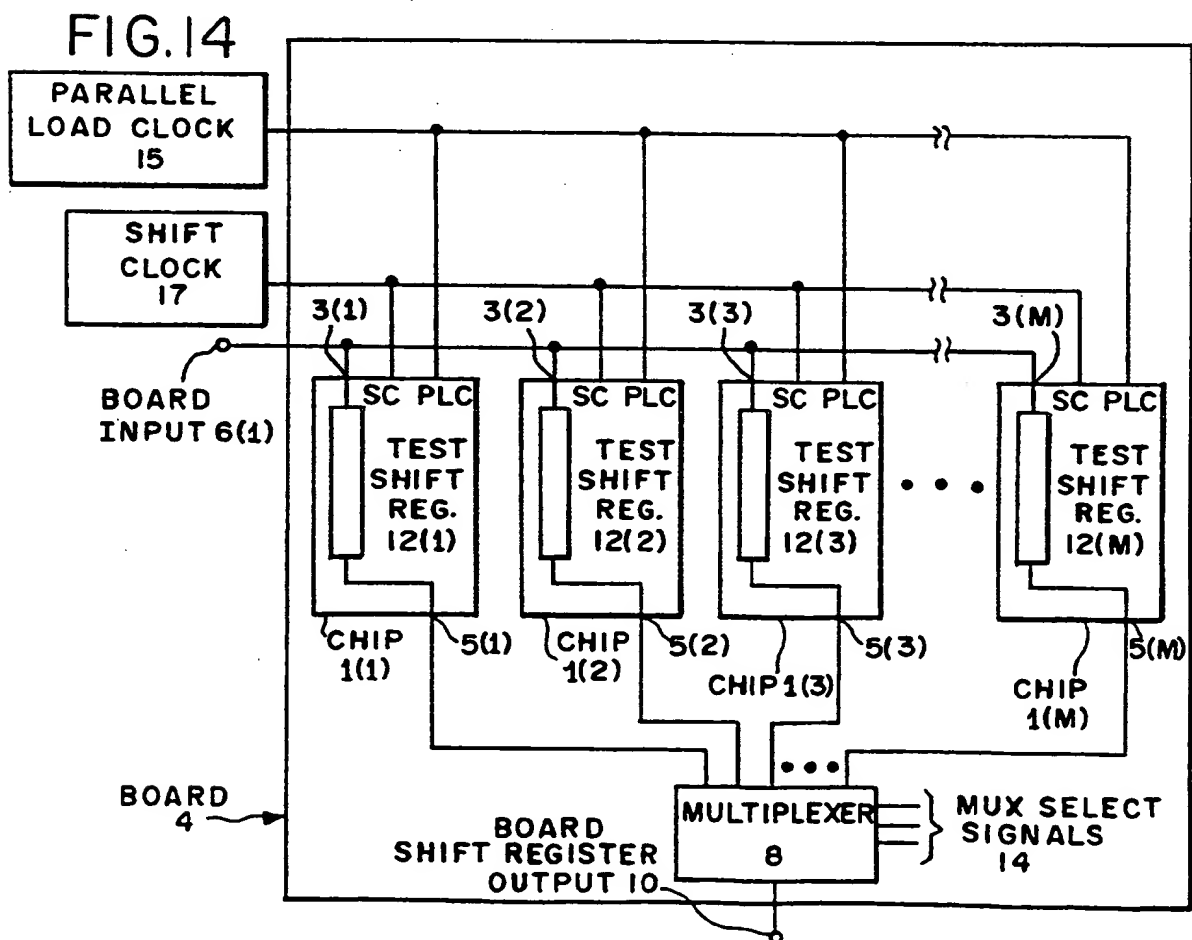 FIG.14
PARALLEL
LOAD CLOCK
15
SHIFT
CLOCK
17
3(1)
3(2)
3(3)
3(M)
BOARD
INPUT 6(1)
SC PLC
TEST
SHIFT
REG.
12(1)
SC PLC
TEST
SHIFT
REG.
12(2)
SC PLC
TEST
SHIFT
REG.
12(3)
SC PLC
TEST
SHIFT
REG.
12(M)
CHIP
1(1)
5(1)
CHIP
1(2)
5(2)
CHIP 1(3)
5(3)
CHIP
1(M)
5(M)
BOARD
4
MULTIPLEXER
8
MUX SELECT
SIGNALS
14
BOARD
SHIFT REGISTER
OUTPUT 10